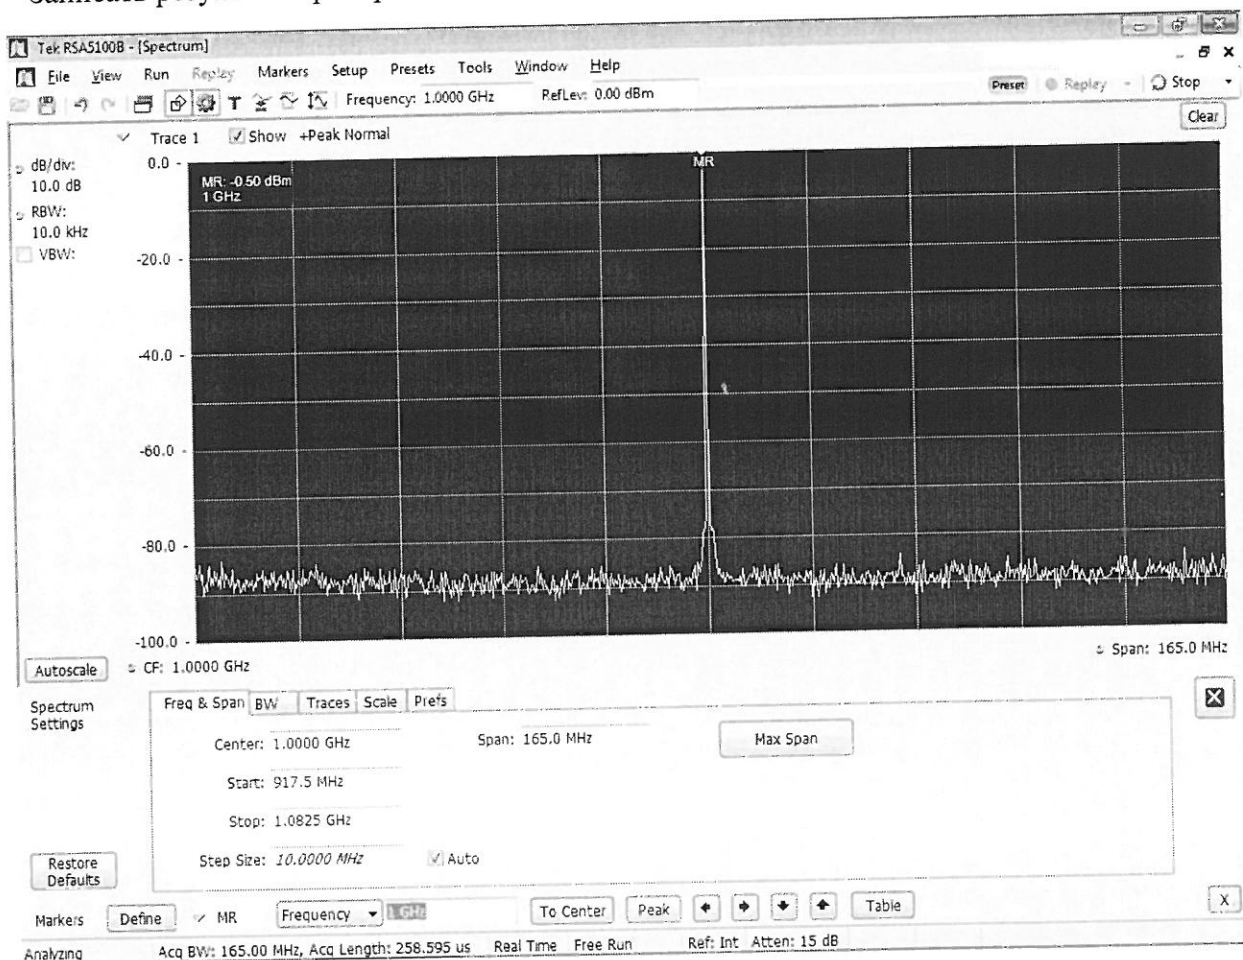 Tek RSA5100B - [Spectrum]
File View Run Replay Markers Setup Presets Tools Window Help
Frequency: 1.0000 GHz RefLev: 0.00 dBm Preset Replay Stop
Trace 1 Show +Peak Normal Clear
dB/div:
10.0 dB
RBW:
10.0 kHz
VBW:
0.0
-20.0
-40.0
-60.0
-80.0
-100.0
MR: -0.50 dBm
1 GHz
MR
Autoscale CF: 1.0000 GHz Span: 165.0 MHz
Spectrum
Settings
Freq & Span BW Traces Scale Prefs
Center: 1.0000 GHz Span: 165.0 MHz Max Span
Start: 917.5 MHz
Stop: 1.0825 GHz
Step Size: 10.0000 MHz Auto
Restore
Defaults
Markers Define MR Frequency 1 GHz To Center Peak Table X
Analyzing Acq BW: 165.00 MHz, Acq Length: 258.595 us Real Time Free Run Ref: Int Atten: 15 dB